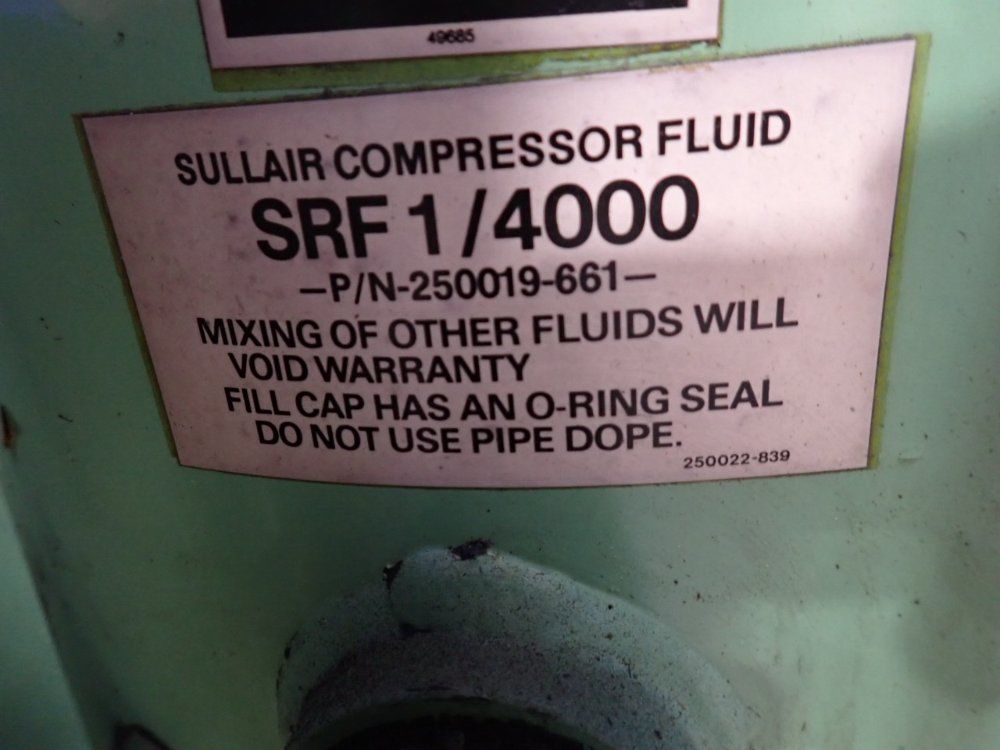 49685
SULLAIR COMPRESSOR FLUID
SRF 1/4000
—P/N-250019-661—
MIXING OF OTHER FLUIDS WILL
VOID WARRANTY
FILL CAP HAS AN O-RING SEAL
DO NOT USE PIPE DOPE.
250022-839